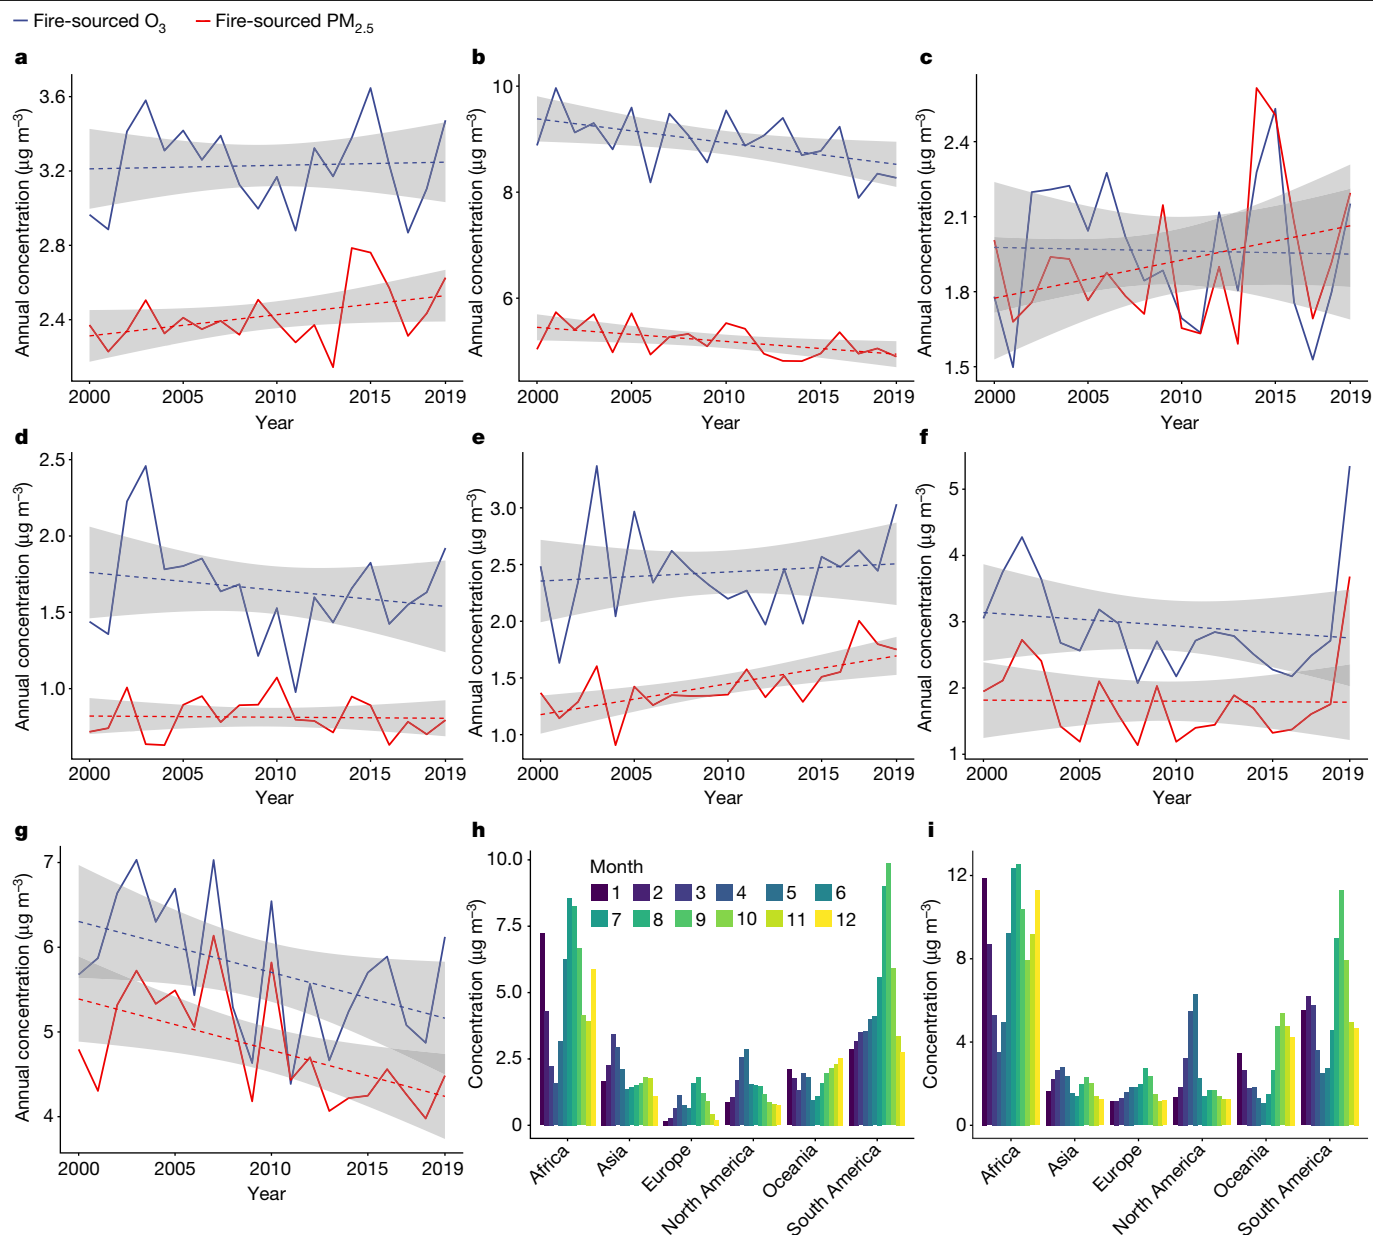 Fire-sourced O3 Fire-sourced PM2.5
a
Annual concentration (µg m–3)
3.6
3.2
2.8
2.4
2000 2005 2010 2015 2019
Year
b
Annual concentration (µg m–3)
10
8
6
2000 2005 2010 2015 2019
Year
c
Annual concentration (µg m–3)
2.4
2.1
1.8
1.5
2000 2005 2010 2015 2019
Year
d
Annual concentration (µg m–3)
2.5
2.0
1.5
1.0
2000 2005 2010 2015 2019
Year
e
Annual concentration (µg m–3)
3.0
2.5
2.0
1.5
1.0
2000 2005 2010 2015 2019
Year
f
Annual concentration (µg m–3)
5
4
3
2
1
2000 2005 2010 2015 2019
Year
g
Annual concentration (µg m–3)
7
6
5
4
2000 2005 2010 2015 2019
Year
h
Concentration (µg m–3)
10.0
7.5
5.0
2.5
0
Month
1 2 3 4 5 6
7 8 9 10 11 12
Africa
Asia
Europe
North America
Oceania
South America
i
Concentration (µg m–3)
12
8
4
0
Africa
Asia
Europe
North America
Oceania
South America